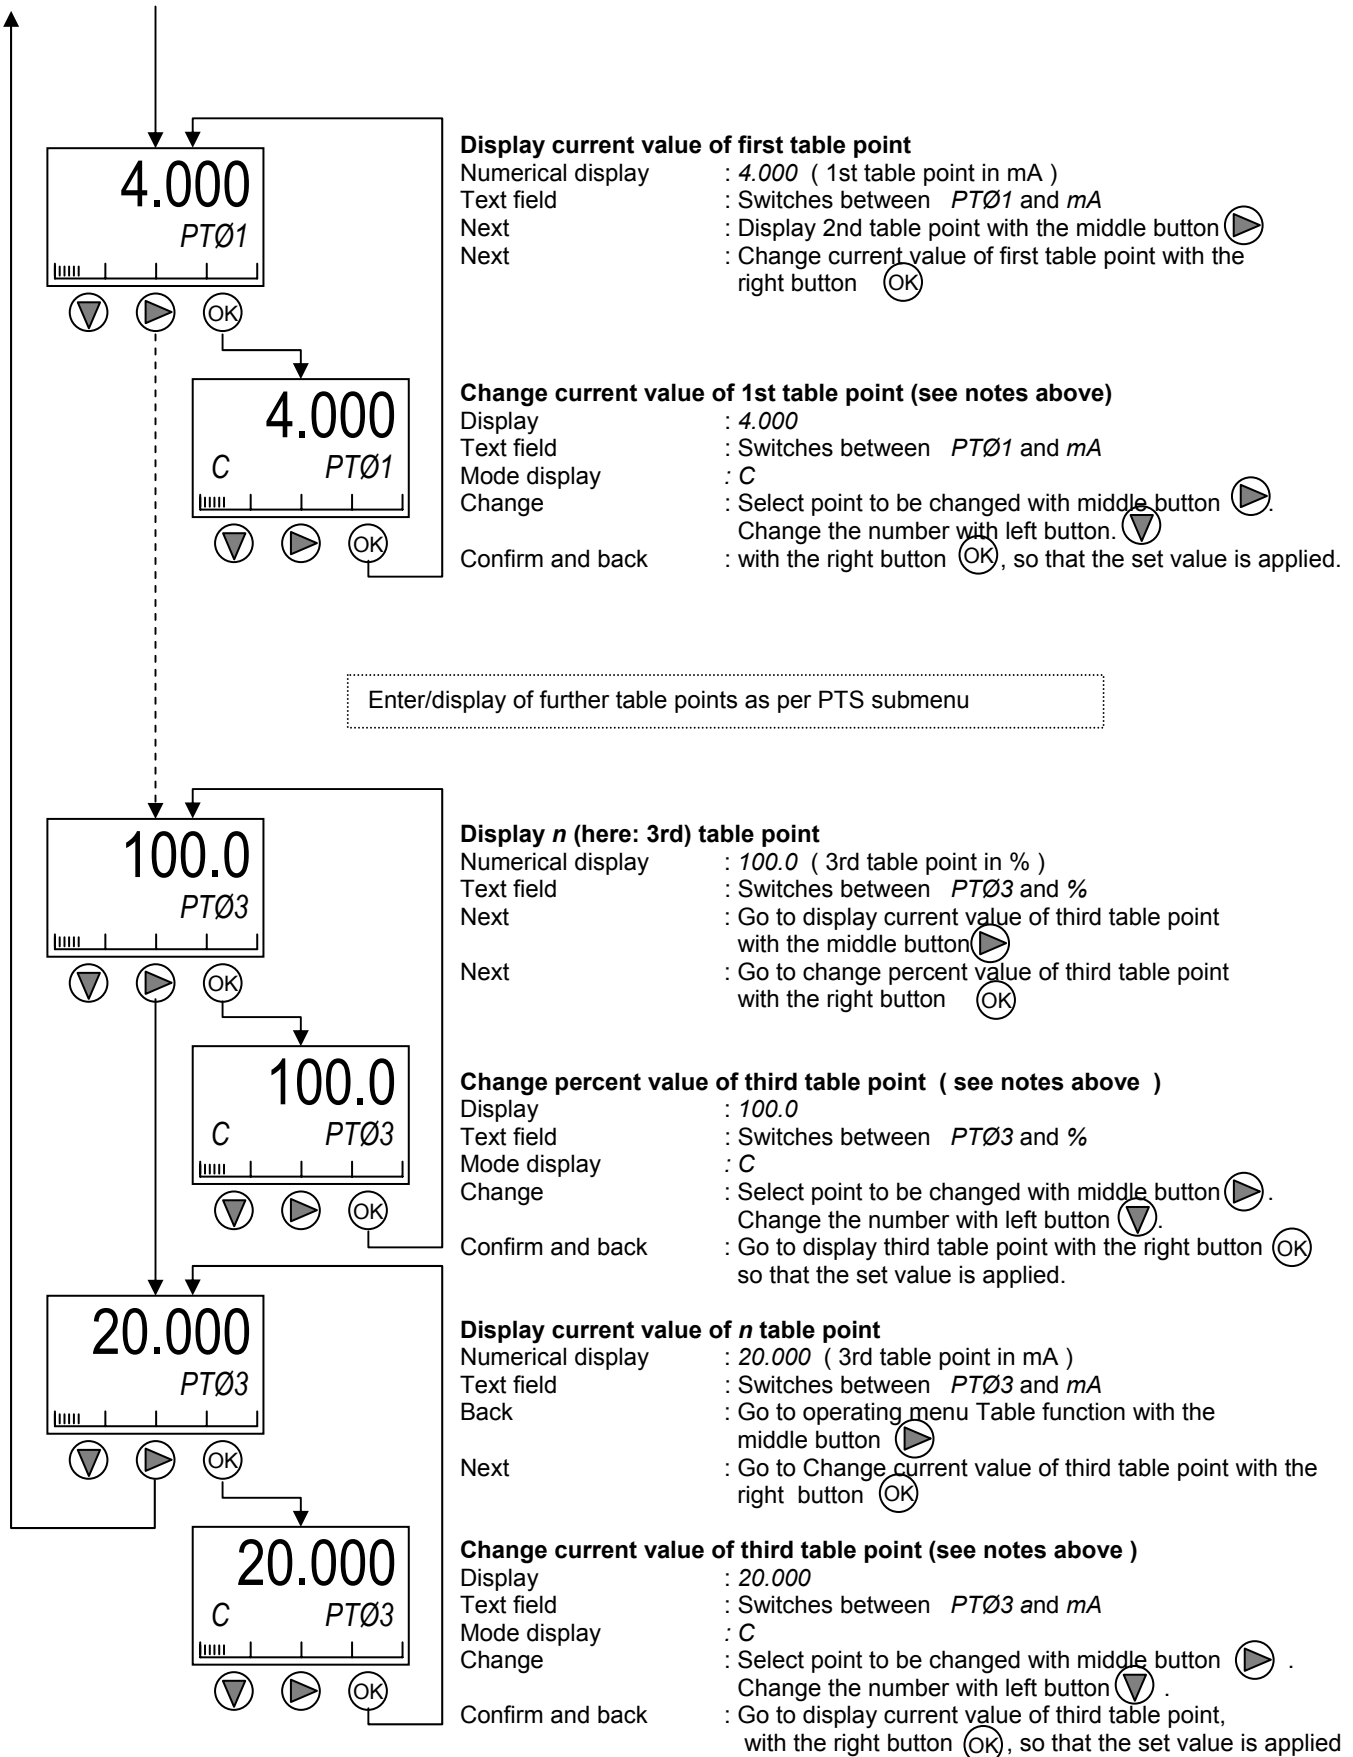 Display current value of first table point
4.000
Numerical display : 4.000 ( 1st table point in mA )
PTØ1
Text field : Switches between PTØ1 and mA
Next : Display 2nd table point with the middle button
Next : Change current value of first table point with the
right button OK
OK
Change current value of 1st table point (see notes above)
4.000
Display : 4.000
C PTØ1
Text field : Switches between PTØ1 and mA
Mode display : C
Change : Select point to be changed with middle button .
Change the number with left button.
OK
Confirm and back : with the right button OK, so that the set value is applied.
Enter/display of further table points as per PTS submenu
Display n (here: 3rd) table point
100.0
Numerical display : 100.0 ( 3rd table point in % )
PTØ3
Text field : Switches between PTØ3 and %
Next : Go to display current value of third table point
with the middle button
OK
Next : Go to change percent value of third table point
with the right button OK
Change percent value of third table point ( see notes above )
100.0
Display : 100.0
C PTØ3
Text field : Switches between PTØ3 and %
Mode display : C
Change : Select point to be changed with middle button .
Change the number with left button .
OK
Confirm and back : Go to display third table point with the right button OK
so that the set value is applied.
Display current value of n table point
20.000
Numerical display : 20.000 ( 3rd table point in mA )
PTØ3
Text field : Switches between PTØ3 and mA
Back : Go to operating menu Table function with the
middle button
OK
Next : Go to Change current value of third table point with the
right button OK
Change current value of third table point (see notes above )
20.000
Display : 20.000
C PTØ3
Text field : Switches between PTØ3 and mA
Mode display : C
Change : Select point to be changed with middle button .
Change the number with left button .
OK
Confirm and back : Go to display current value of third table point,
with the right button OK, so that the set value is applied